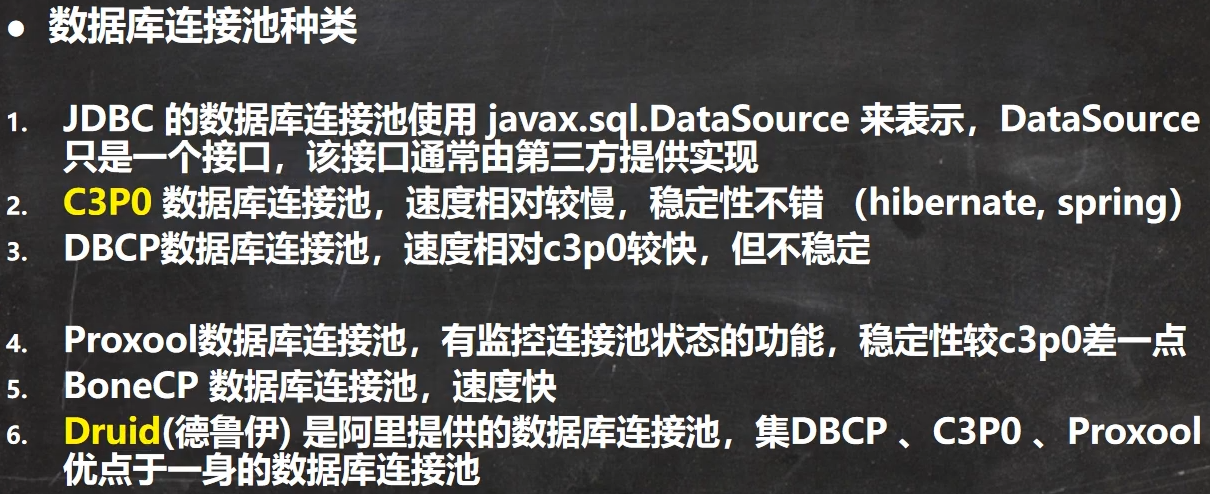 ● 数据库连接池种类
1. JDBC 的数据库连接池使用 javax.sql.DataSource 来表示，DataSource
只是一个接口，该接口通常由第三方提供实现
2. C3P0 数据库连接池，速度相对较慢，稳定性不错 （hibernate, spring）
3. DBCP数据库连接池，速度相对c3p0较快，但不稳定
4. Proxool数据库连接池，有监控连接池状态的功能，稳定性较c3p0差一点
5. BoneCP 数据库连接池，速度快
6. Druid(德鲁伊) 是阿里提供的数据库连接池，集DBCP 、C3P0 、Proxool
优点于一身的数据库连接池